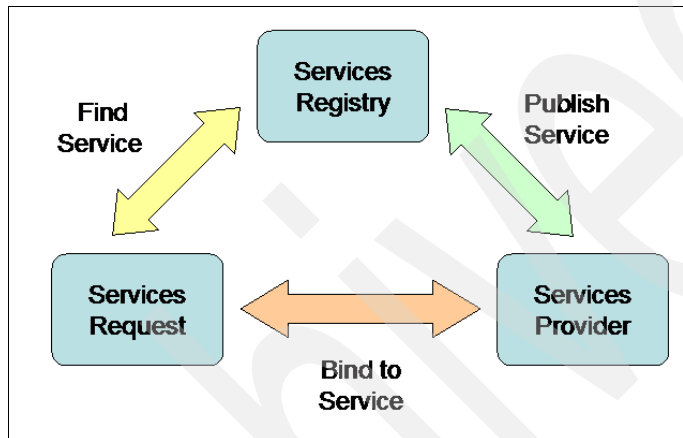 Services
Registry
Find
Service
Publish
Service
Services
Request
Services
Provider
Bind to
Service